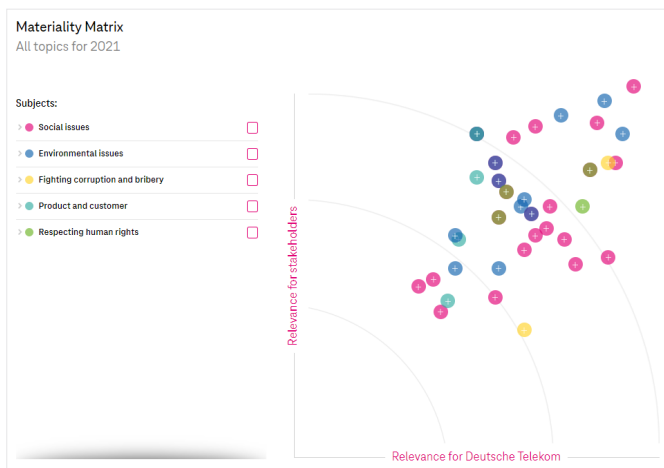 Materiality Matrix
All topics for 2021
Subjects:
Social issues
Environmental issues
Fighting corruption and bribery
Product and customer
Respecting human rights
Relevance for stakeholders
Relevance for Deutsche Telekom